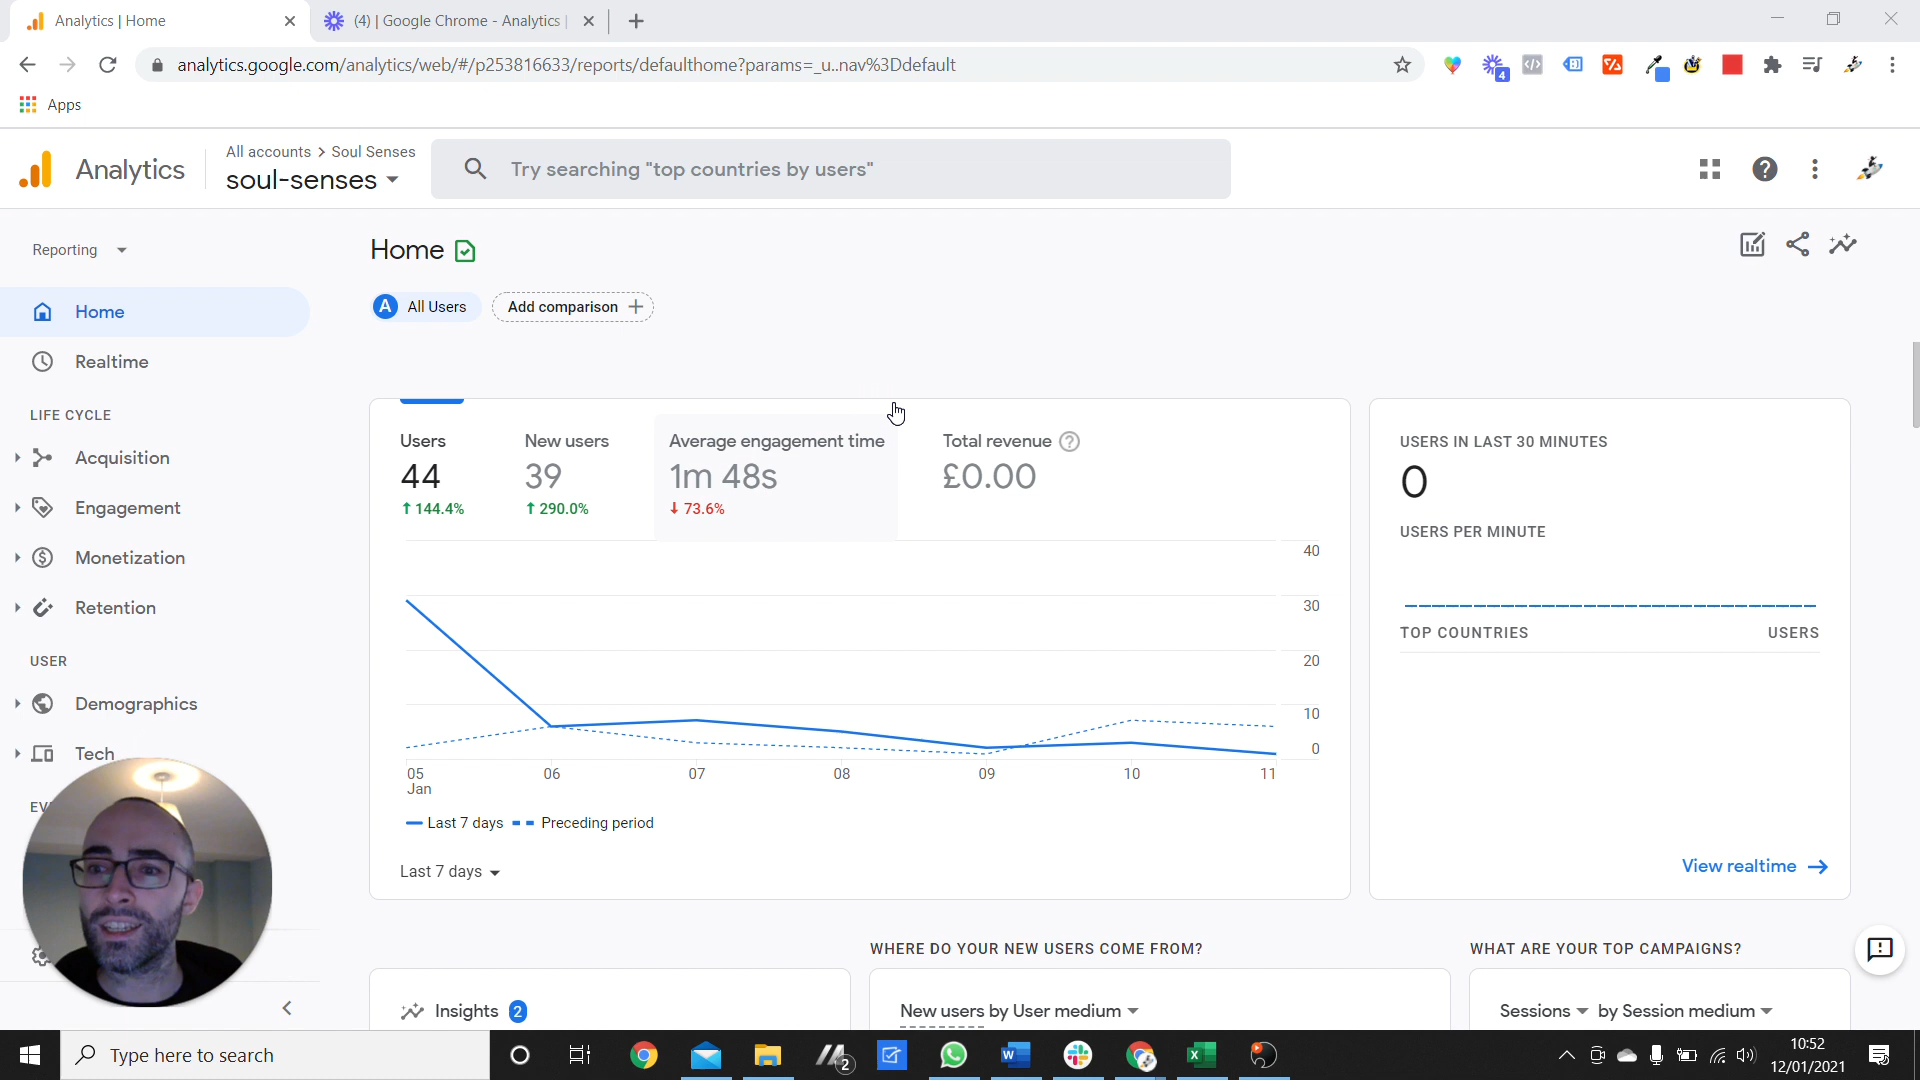 Analytics | Home
(4) | Google Chrome - Analytics |
analytics.google.com/analytics/web/#/p253816633/reports/defaulthome?params=_u..nav%3Ddefault
4
Apps
Analytics
All accounts > Soul Senses
soul-senses
Try searching "top countries by users"
Reporting
Home
Realtime
LIFE CYCLE
Acquisition
Engagement
Monetization
Retention
USER
Demographics
Tech
EV
Home
A All Users
Add comparison +
Users
44
144.4%
New users
39
290.0%
Average engagement time
1m 48s
73.6%
Total revenue
£0.00
40
30
20
10
0
05 06 07 08 09 10 11
Jan
Last 7 days Preceding period
Last 7 days
USERS IN LAST 30 MINUTES
0
USERS PER MINUTE
TOP COUNTRIES USERS
View realtime
WHERE DO YOUR NEW USERS COME FROM?
WHAT ARE YOUR TOP CAMPAIGNS?
Insights 2
New users by User medium
Sessions by Session medium
Type here to search
2
10:52
12/01/2021